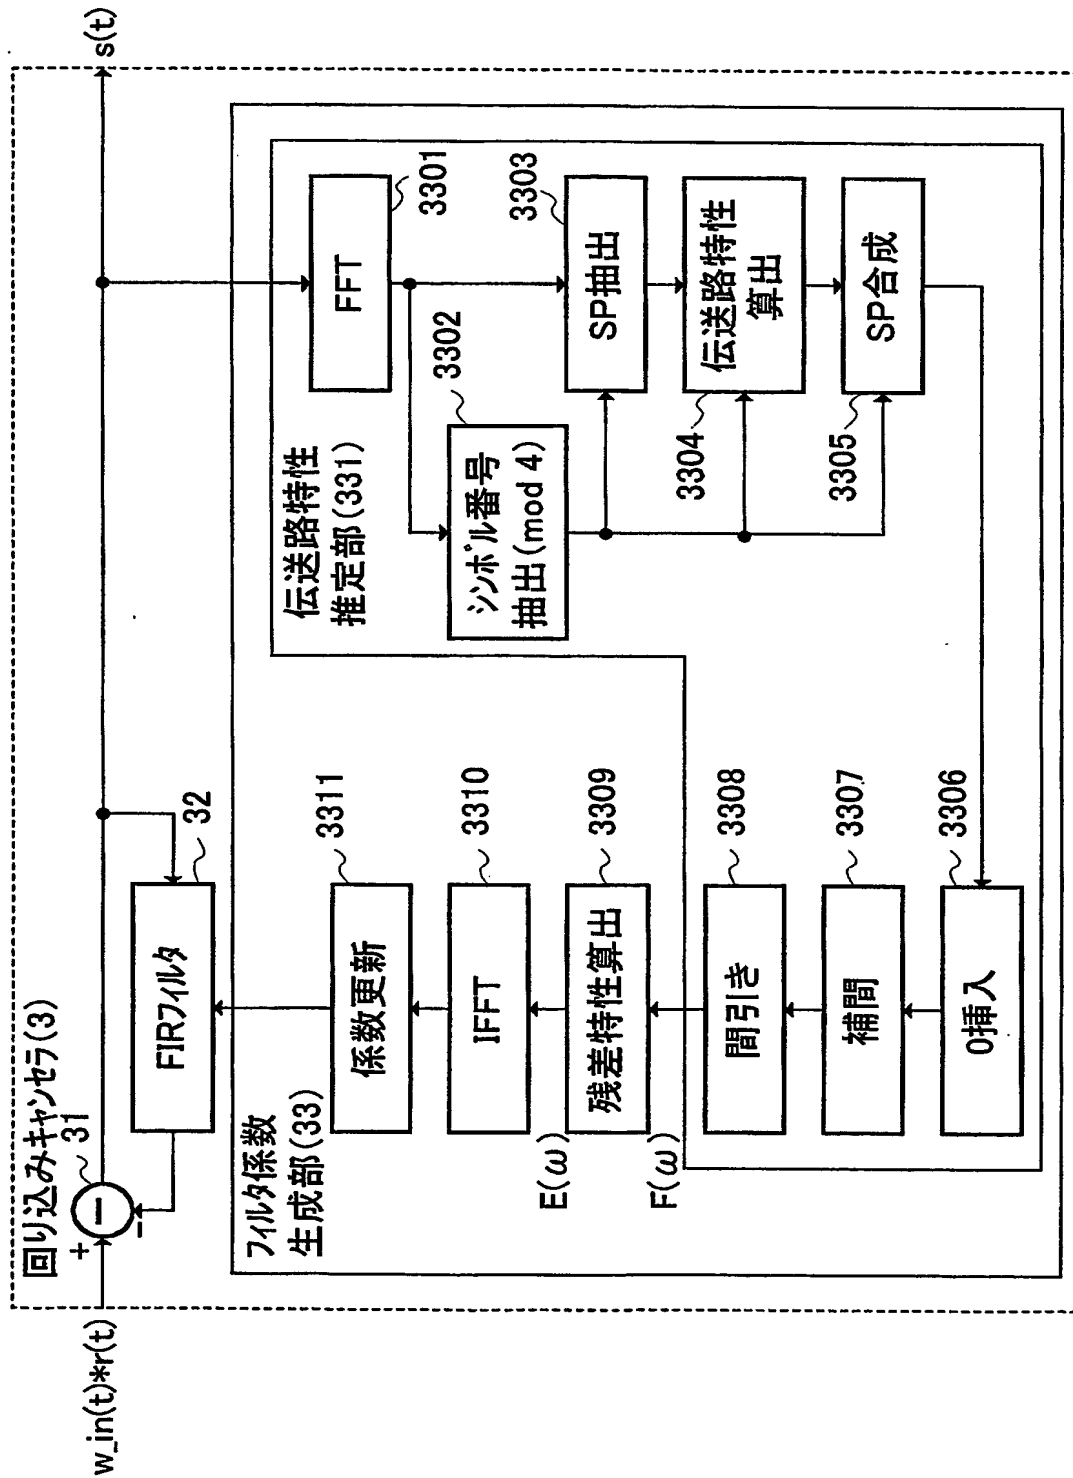 回り込みキャンセラ(3)
w_in(t)*r(t)
+
31
−
−
s(t)
FIRフィルタ
32
フィルタ係数
生成部(33)
係数更新
3311
IFFT
3310
残差特性算出
3309
E(ω)
F(ω)
間引き
3308
補間
3307
0挿入
3306
伝送路特性
推定部(331)
FFT
3301
シンボル番号
抽出(mod 4)
3302
SP抽出
3303
伝送路特性
算出
3304
SP合成
3305